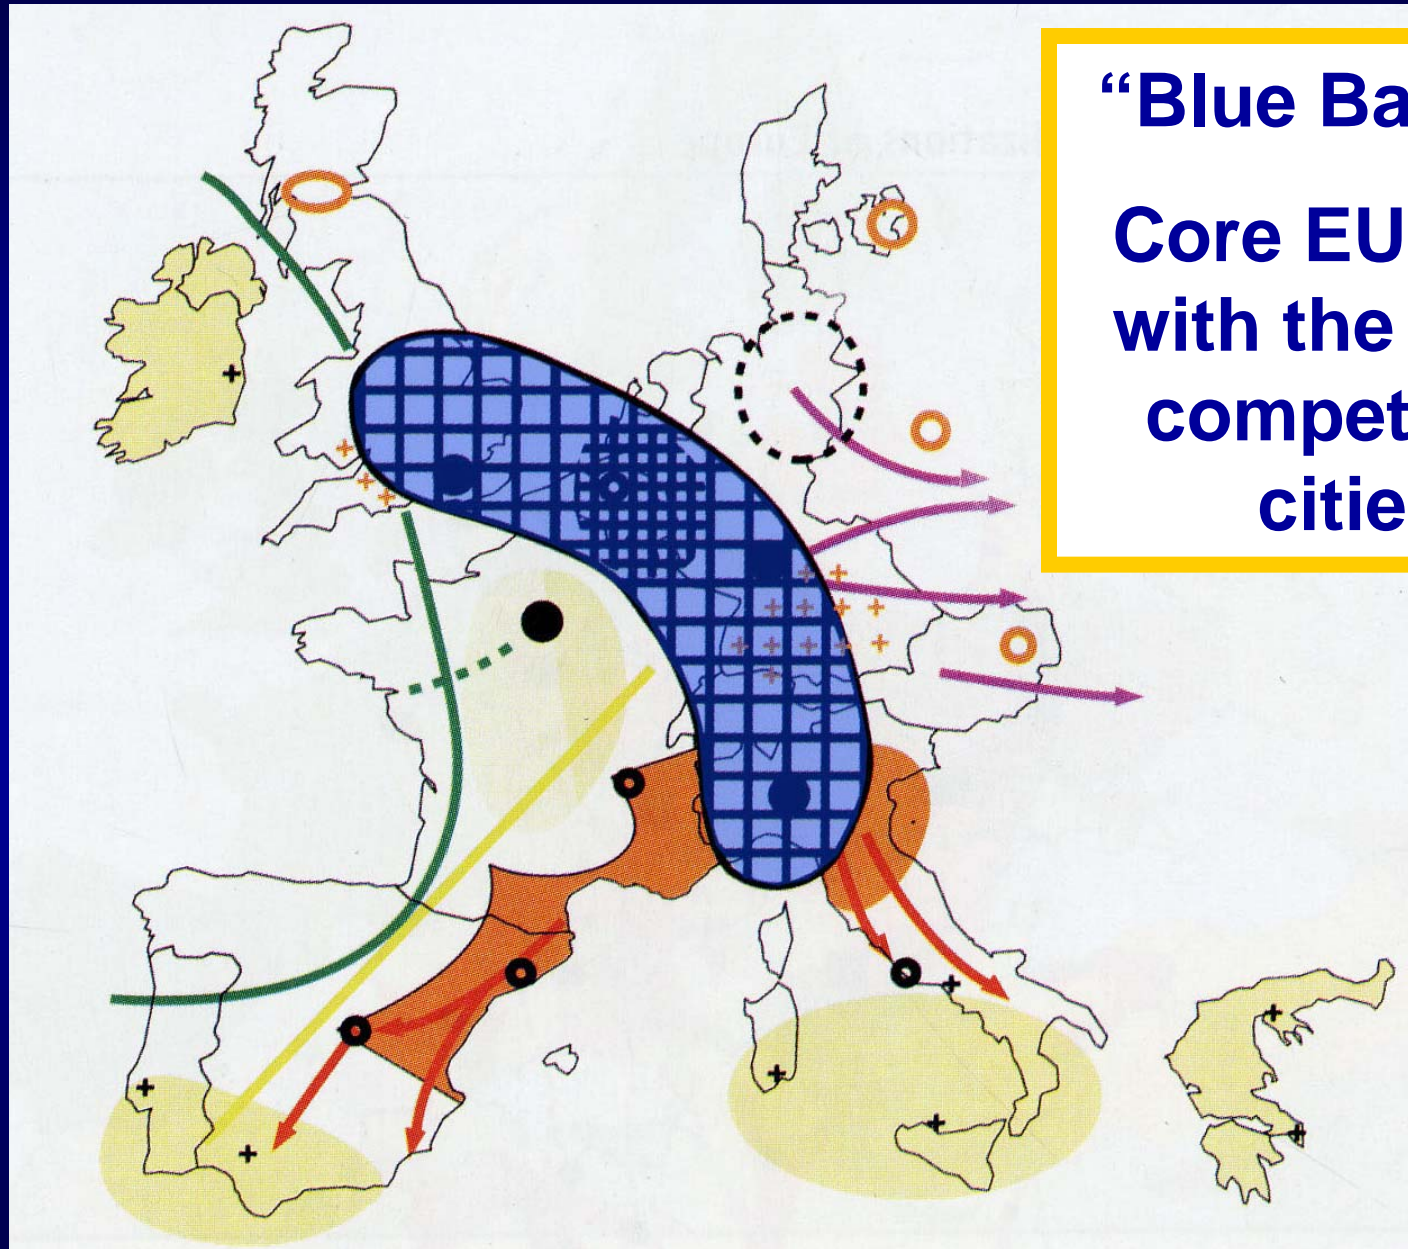 “Blue Ba
Core EU
with the
compet
citie